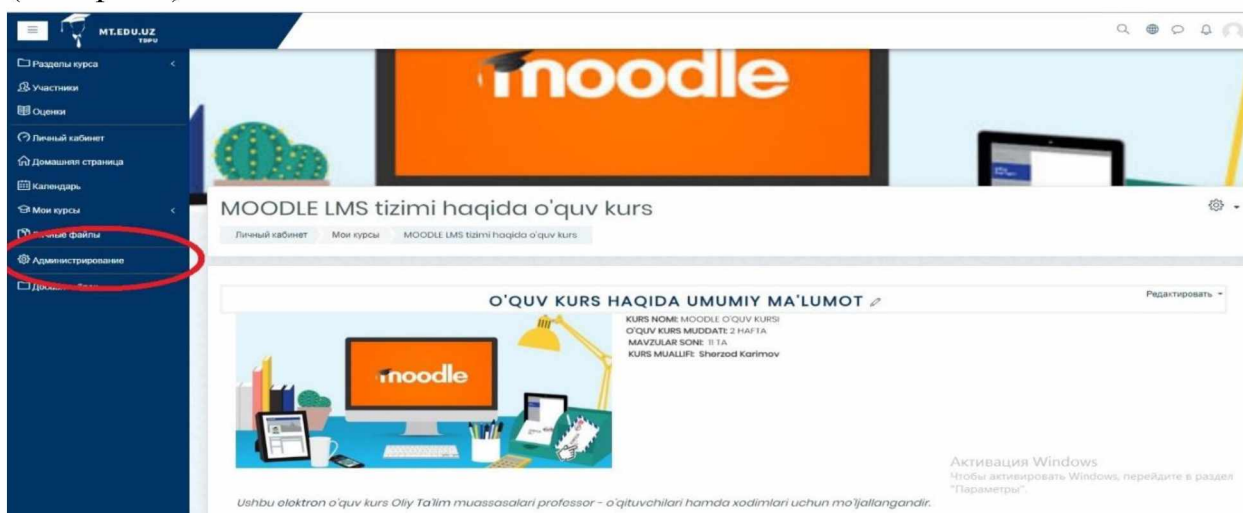 MT.EDU.UZ
TDPU
Разделы курса
Участники
Оценки
Личный кабинет
Домашняя страница
Календарь
Мои курсы
файлы
Администрирование
moodle
MOODLE LMS tizimi haqida o'quv kurs
Личный кабинет Мои курсы MOODLE LMS tizimi haqida o'quv kurs
O'QUV KURS HAQIDA UMUMIY MA'LUMOT
Редактировать
moodle
KURS NOMI: MOODLE O'QUV KURSI
O'QUV KURS MUDDATI: 2 HAFTA
MAVZULAR SONI: 11 TA
KURS MUALLIFI: Sherzod Karimov
Активация Windows
Чтобы активировать Windows, перейдите в раздел
"Параметры".
Ushbu elektron o'quv kurs Oliy Ta'lim muassasalari professor - o'qituvchilari hamda xodimlari uchun mo'ljallangandir.